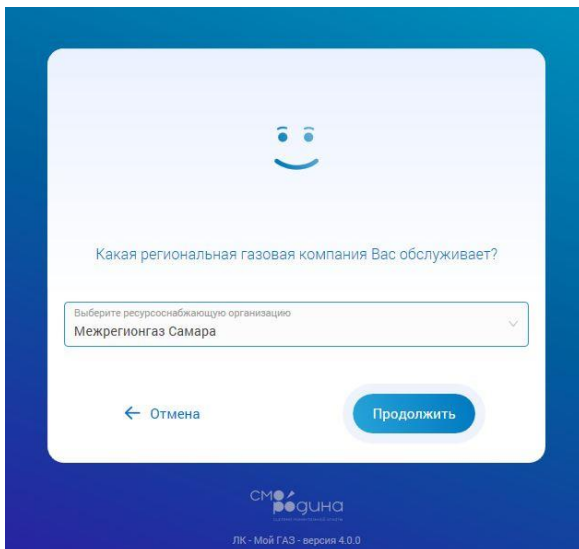 Какая региональная газовая компания Вас обслуживает?
Выберите ресурсоснабжающую организацию
Межрегионгаз Самара
← Отмена
Продолжить
СМОРОДИНА
ЛК - Мой ГАЗ - версия 4.0.0